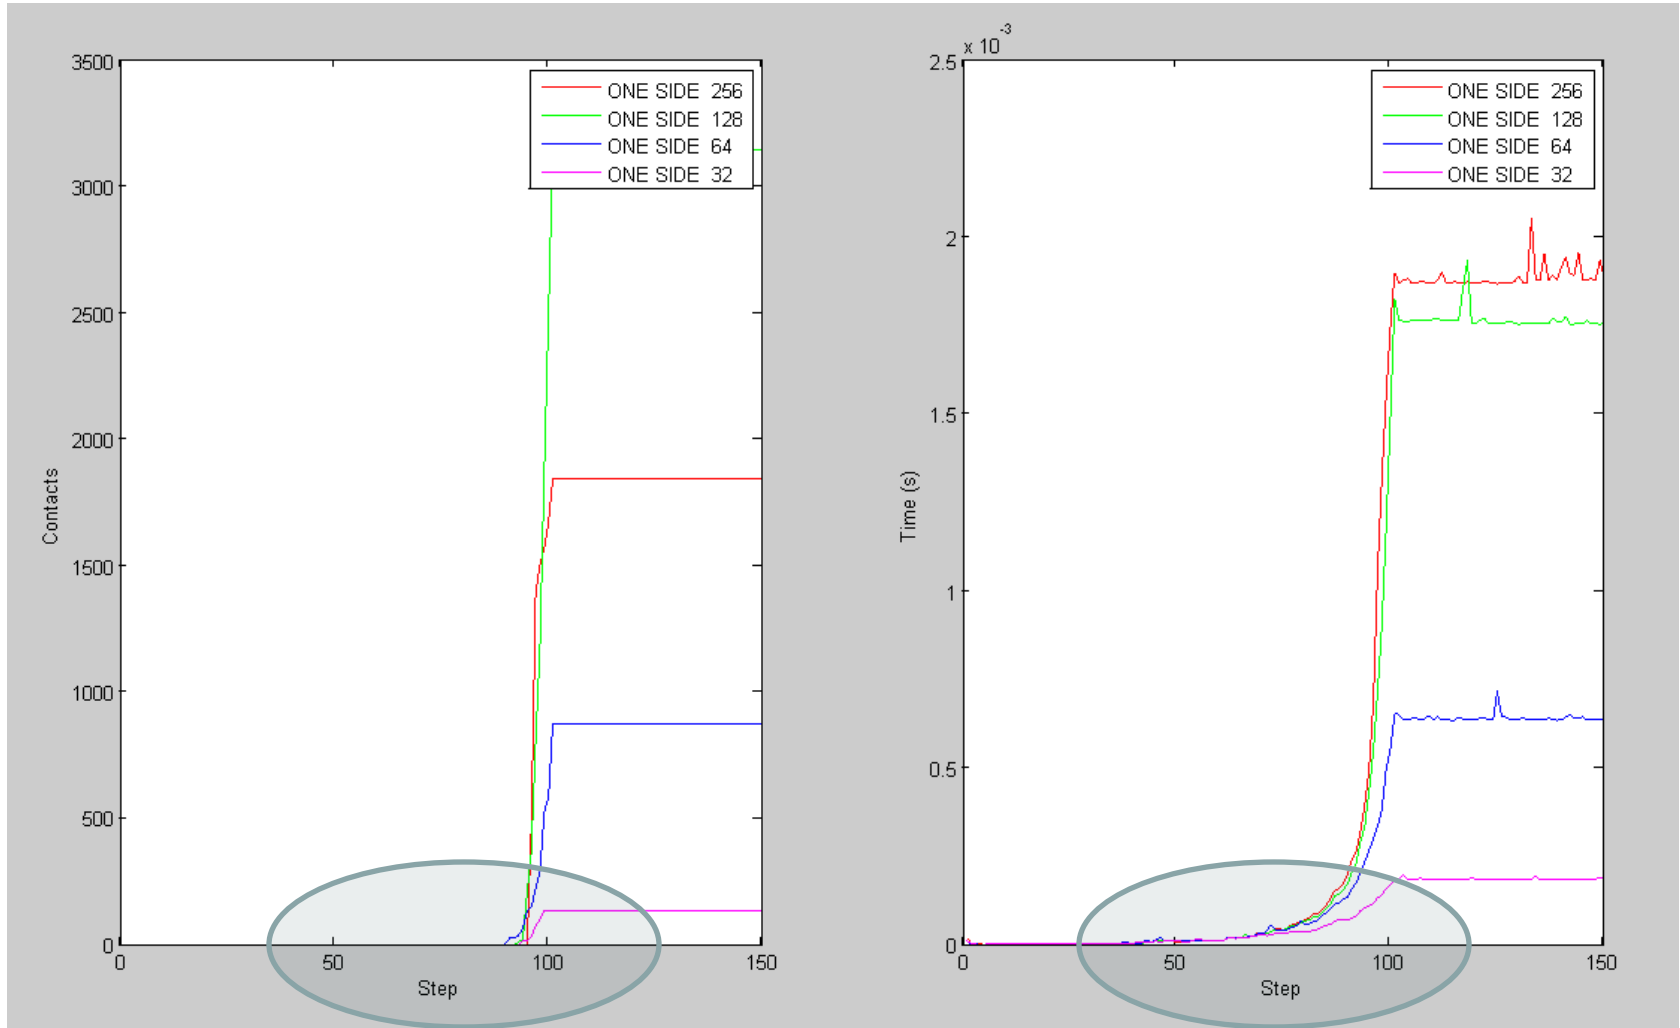 3500
3000
2500
2000
1500
1000
500
0
0
50
100
150
Contacts
Step
ONE SIDE 256
ONE SIDE 128
ONE SIDE 64
ONE SIDE 32
x 10^-3
2.5
2
1.5
1
0.5
0
0
50
100
150
Time (s)
Step
ONE SIDE 256
ONE SIDE 128
ONE SIDE 64
ONE SIDE 32